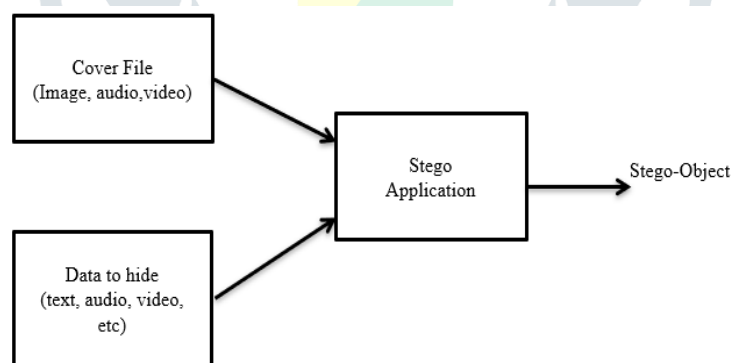 Cover File
(Image, audio,video)
Stego
Application
Stego-Object
Data to hide
(text, audio, video,
etc)